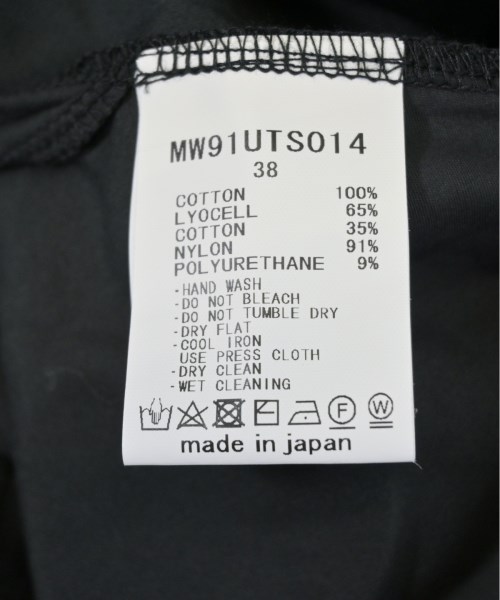 MW91UTS014
38
COTTON 100%
LYOCELL 65%
COTTON 35%
NYLON 91%
POLYURETHANE 9%
-HAND WASH
-DO NOT BLEACH
-DO NOT TUMBLE DRY
-DRY FLAT
-COOL IRON
USE PRESS CLOTH
-DRY CLEAN
-WET CLEANING
F W
made in japan